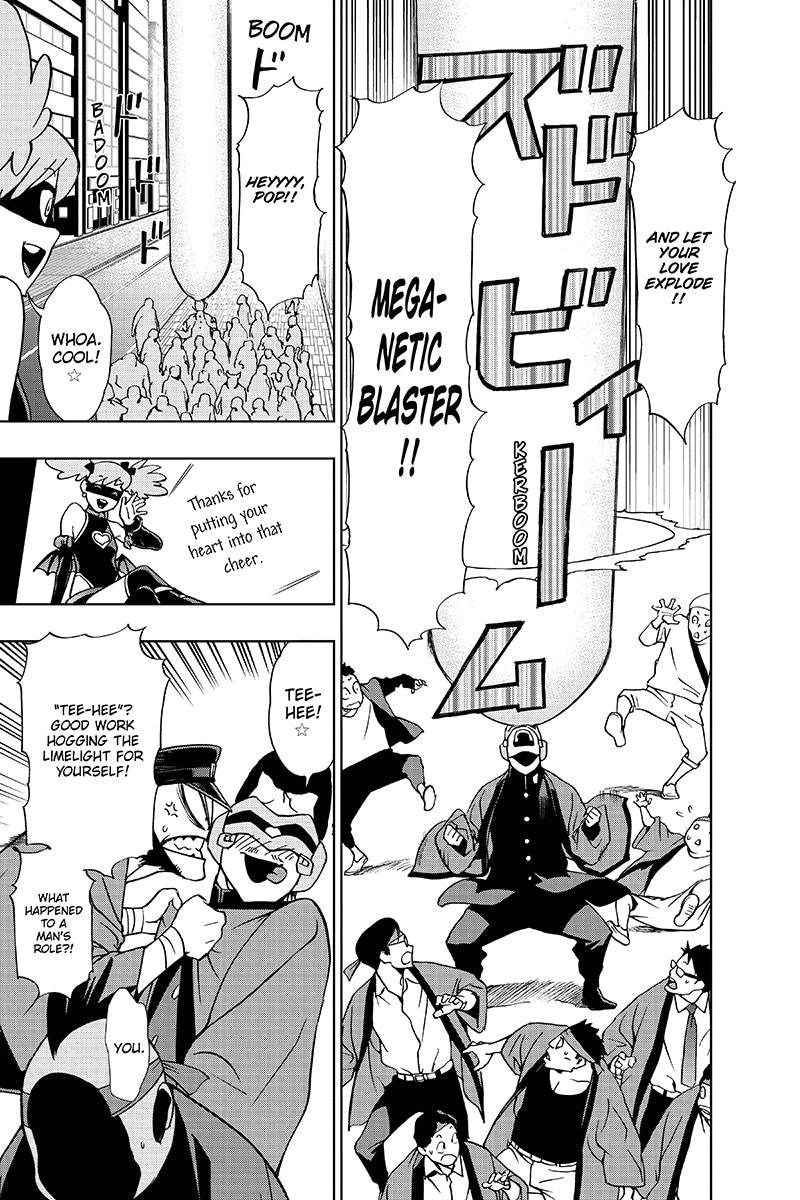 AND LET
YOUR
LOVE
EXPLODE
!!
ズドビィーム
KERBOOM
MEGA-
NETIC
BLASTER
!!
BOOM
ド
HEYYYY,
POP!!
BADOOM
ド
ド
ド
WHOA.
COOL!
☆
Thanks for
putting your
heart into that
cheer.
TEE-
HEE!
☆
"TEE-HEE"?
GOOD WORK
HOGGING THE
LIMELIGHT FOR
YOURSELF!
WHAT
HAPPENED
TO A
MAN'S
ROLE?!
YOU.